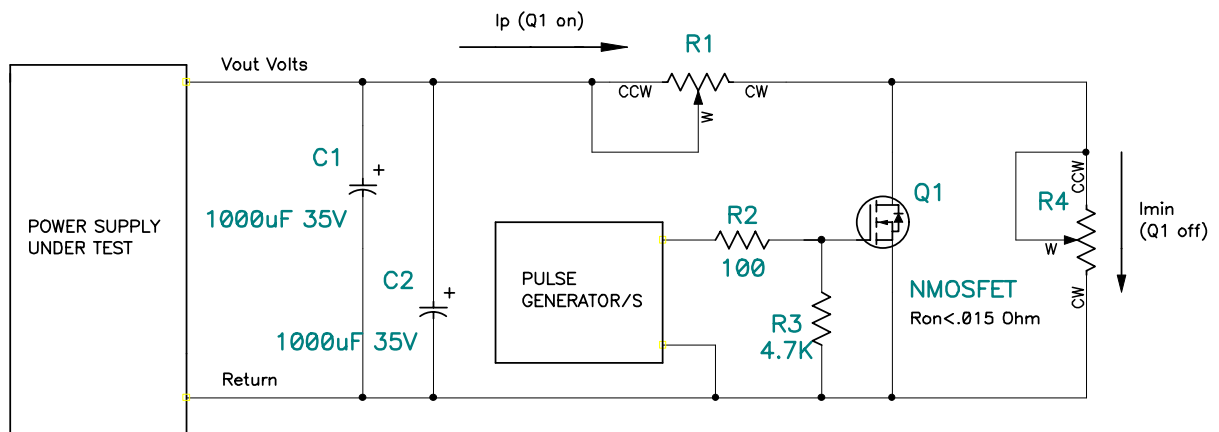 Ip (Q1 on)
R1
Vout Volts
CCW
CW
W
C1
+
1000uF 35V
POWER SUPPLY
UNDER TEST
C2
+
1000uF 35V
PULSE
GENERATOR/S
R2
100
R3
4.7K
Q1
NMOSFET
Ron<.015 Ohm
CCW
R4
W
CW
Imin
(Q1 off)
Return